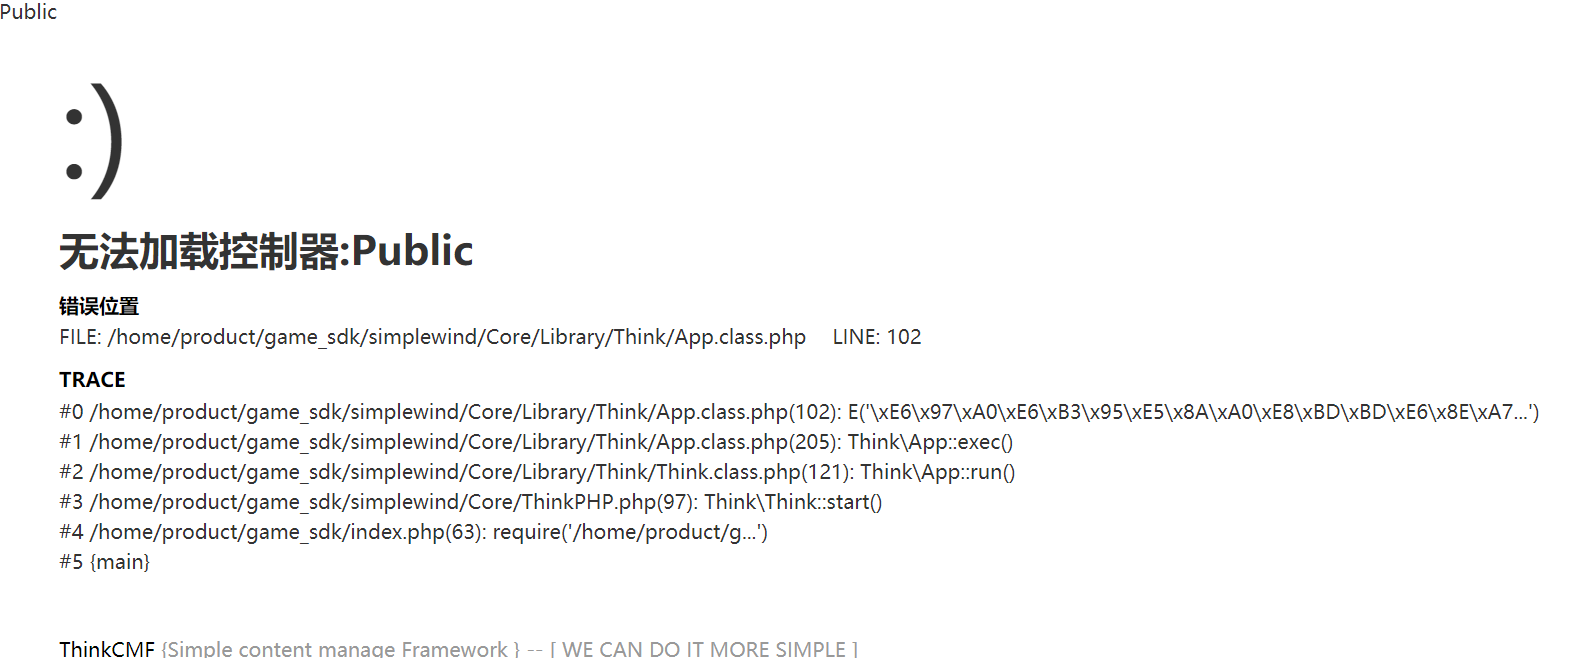 Public
:)
无法加载控制器:Public
错误位置
FILE: /home/product/game_sdk/simplewind/Core/Library/Think/App.class.php LINE: 102
TRACE
#0 /home/product/game_sdk/simplewind/Core/Library/Think/App.class.php(102): E('\xE6\x97\xA0\xE6\xB3\x95\xE5\x8A\xA0\xE8\xBD\xBD\xE6\x8E\xA7...')
#1 /home/product/game_sdk/simplewind/Core/Library/Think/App.class.php(205): Think\App::exec()
#2 /home/product/game_sdk/simplewind/Core/Library/Think/Think.class.php(121): Think\App::run()
#3 /home/product/game_sdk/simplewind/Core/ThinkPHP.php(97): Think\Think::start()
#4 /home/product/game_sdk/index.php(63): require('/home/product/g...')
#5 {main}
ThinkCMF {Simple content manage Framework } -- [ WE CAN DO IT MORE SIMPLE ]